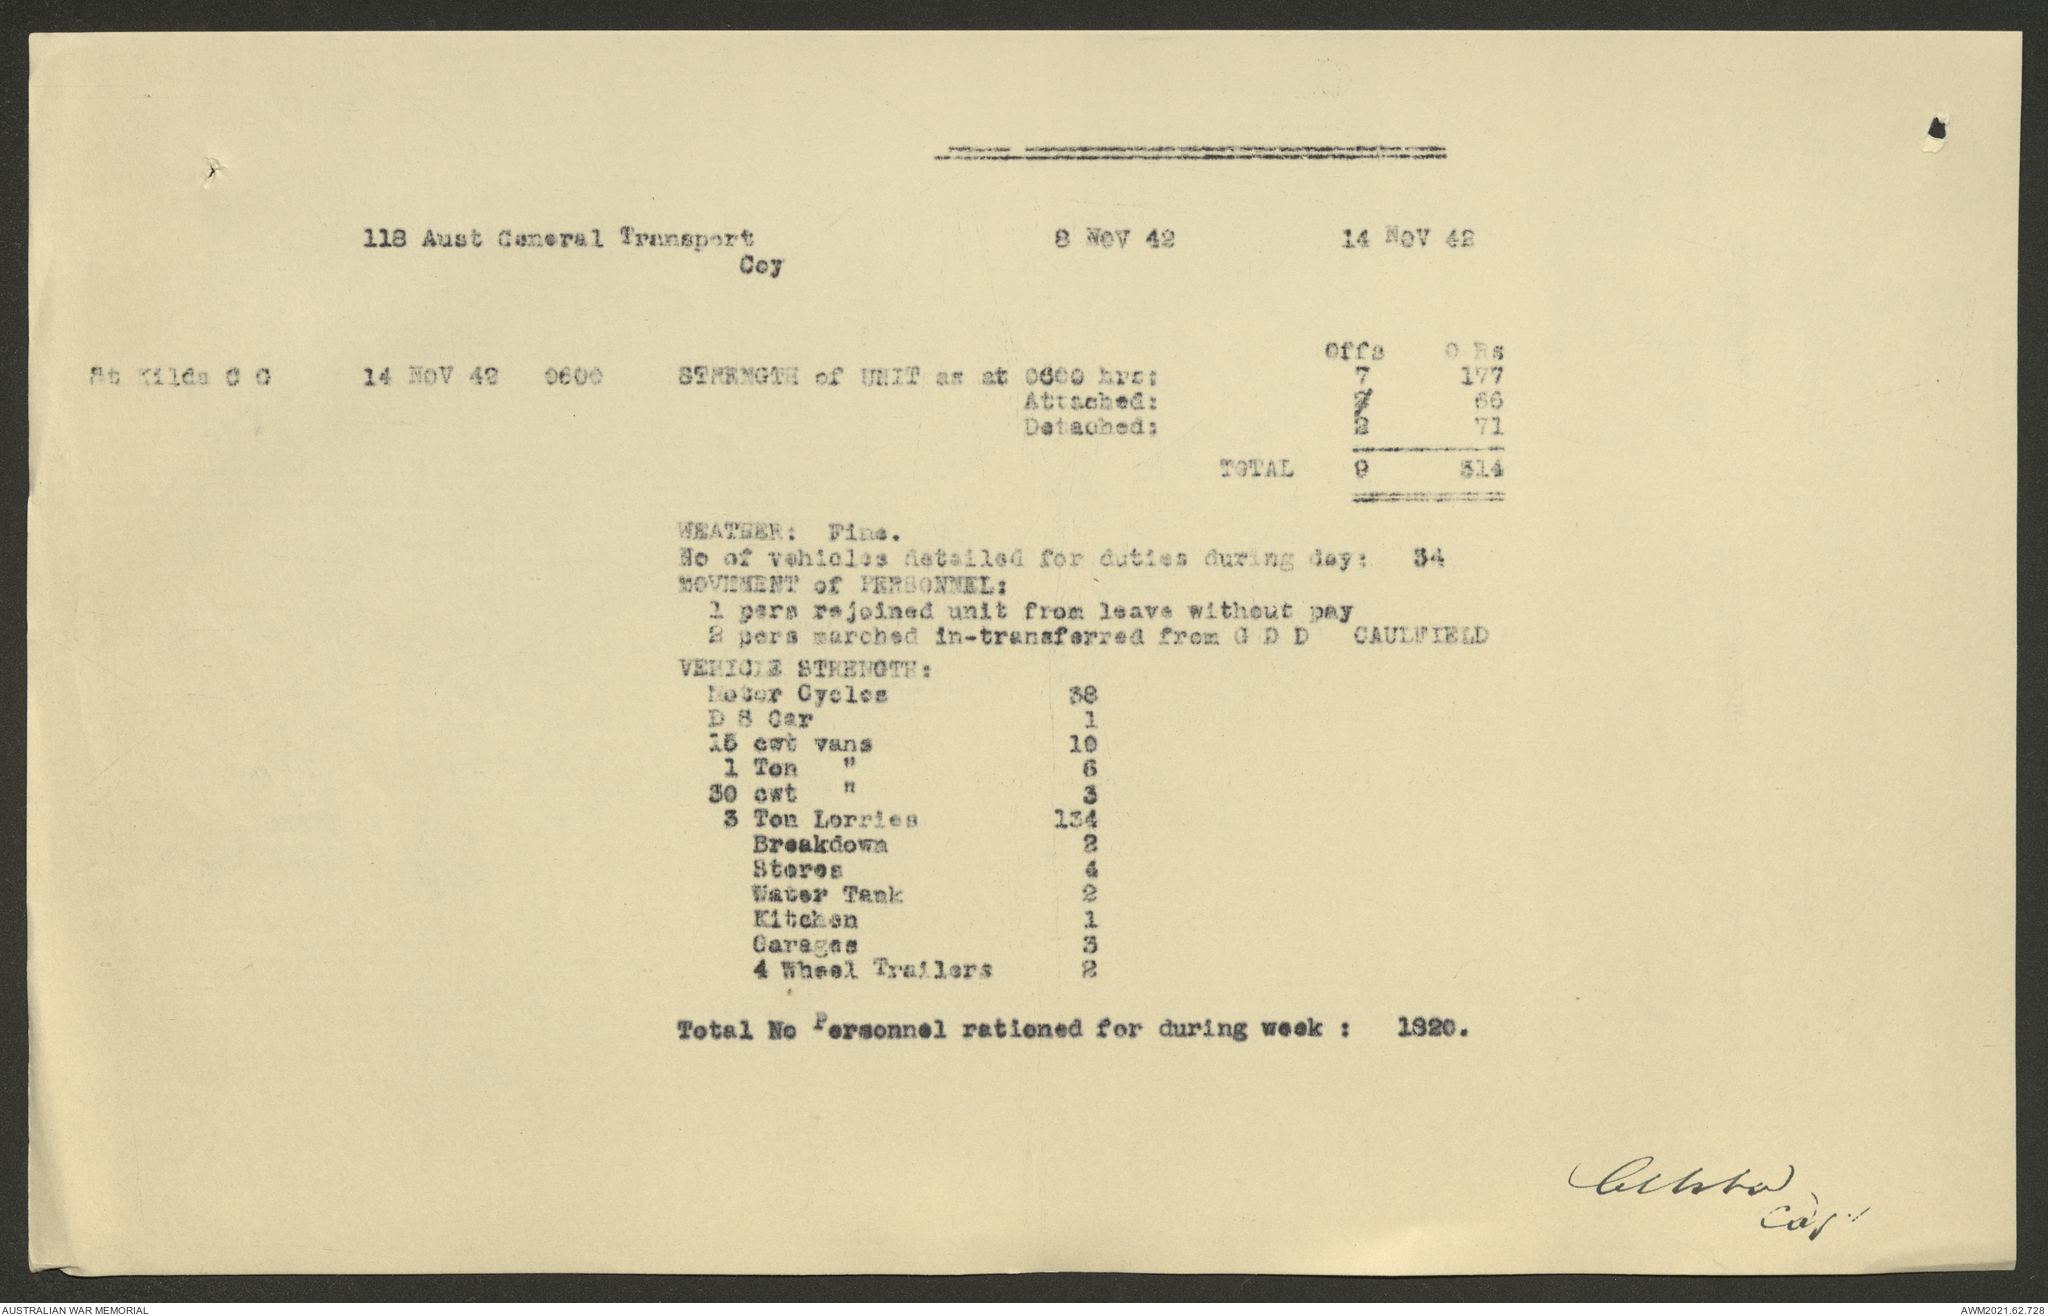 118 Aust General Transport Coy 8 NOV 42 14 NOV 42
Offs O Rs
St Kilda C G 14 NOV 42 0600 STRENGTH of UNIT as at 0600 hrs: 7 177
Attached: 66
Detached: 2 71
TOTAL 9 314
WEATHER: Fine.
No of vehicles detailed for duties during day: 34
MOVEMENT of PERSONNEL:
1 pers rejoined unit from leave without pay
2 pers marched in-transferred from G D D CAULFIELD
VEHICLE STRENGTH:
Motor Cycles 38
D S Car 1
15 cwt vans 10
1 Ton " 6
30 cwt " 3
3 Ton Lorries 134
Breakdown 2
Stores 4
Water Tank 2
Kitchen 1
Garages 3
4 Wheel Trailers 2
Total No Personnel rationed for during week : 1820.
Cap
AUSTRALIAN WAR MEMORIAL AWM2021.62.728